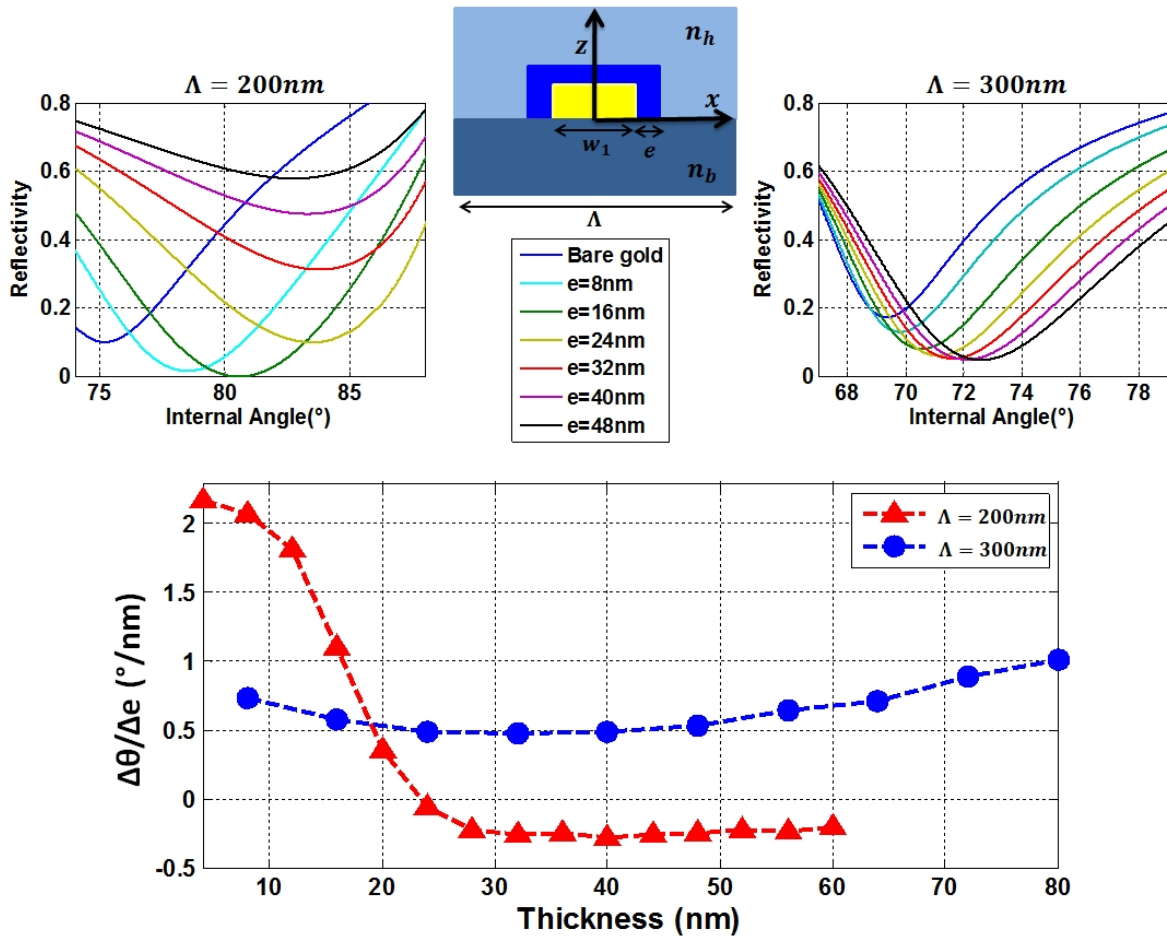 Λ = 200nm
Reflectivity
0.8
0.6
0.4
0.2
0
75
80
85
Internal Angle(°)
z
n_h
x
w_1
e
n_b
Λ
Bare gold
e=8nm
e=16nm
e=24nm
e=32nm
e=40nm
e=48nm
Λ = 300nm
Reflectivity
0.8
0.6
0.4
0.2
0
68
70
72
74
76
78
Internal Angle(°)
Δθ/Δe (°/nm)
2
1.5
1
0.5
0
-0.5
10
20
30
40
50
60
70
80
Thickness (nm)
Λ = 200nm
Λ = 300nm